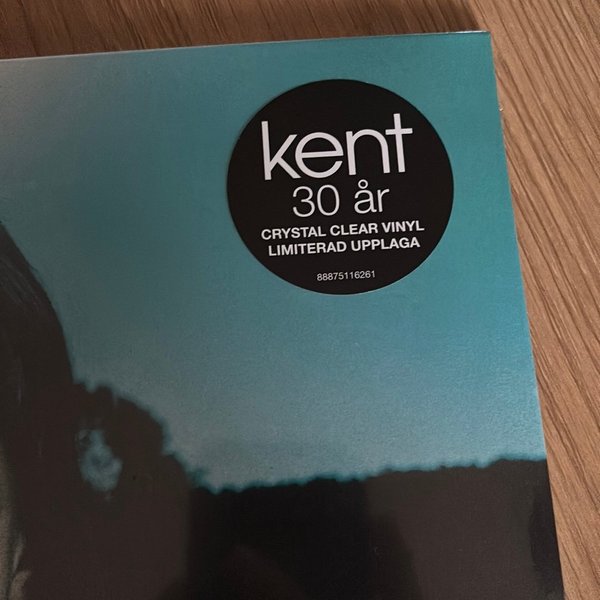 kent
30 år
CRYSTAL CLEAR VINYL
LIMITERAD UPPLAGA
88875116261